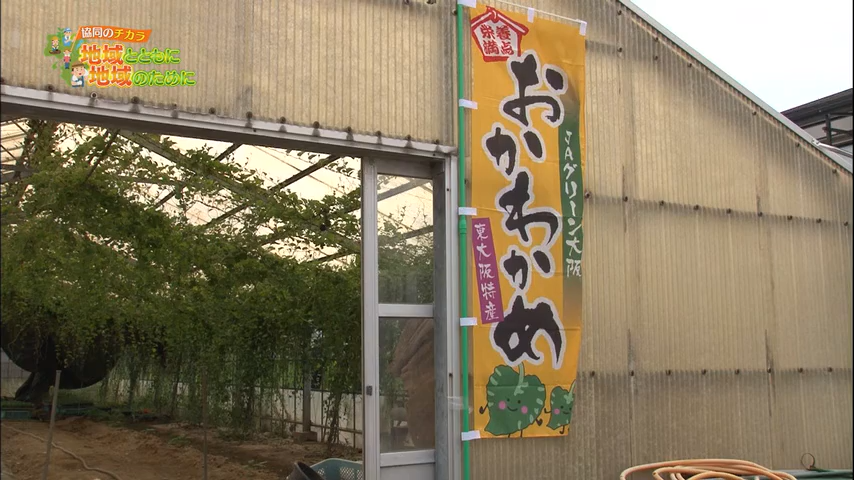 協同のチカラ
地域とともに
地域のために
栄養
満点
おかわかめ
JAグリーン大阪
東大阪特産